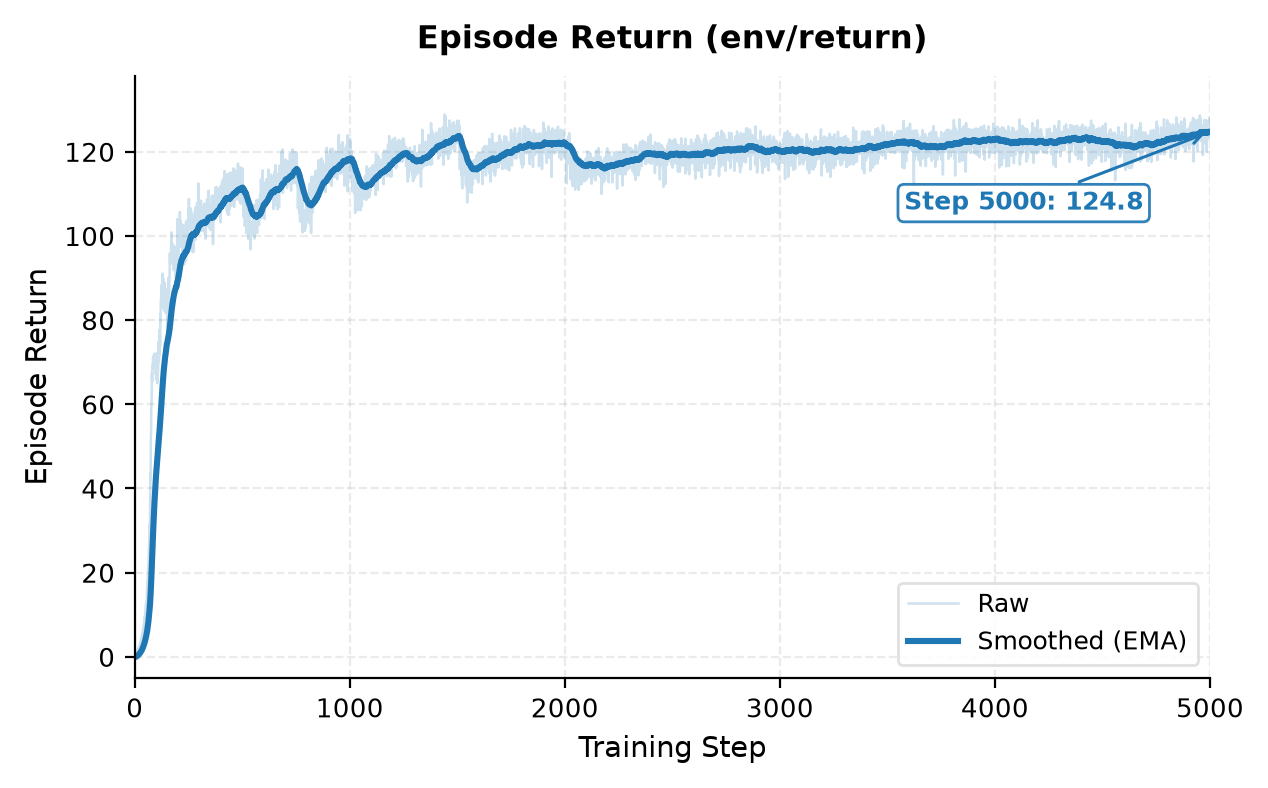 Episode Return (env/return)
Episode Return
120
100
80
60
40
20
0
Step 5000: 124.8
Raw
Smoothed (EMA)
0 1000 2000 3000 4000 5000
Training Step